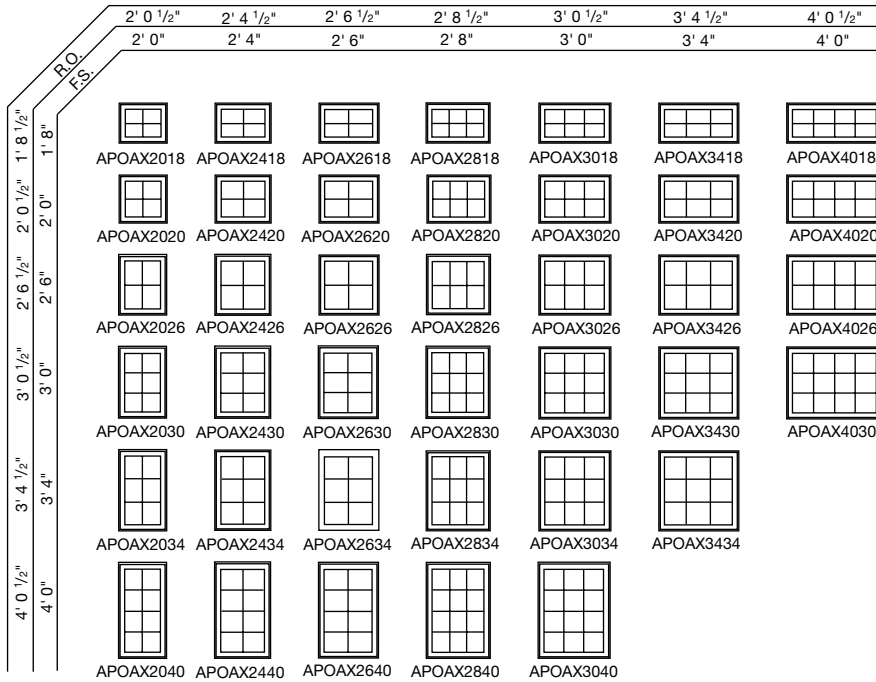 2' 0 1/2" 2' 4 1/2" 2' 6 1/2" 2' 8 1/2" 3' 0 1/2" 3' 4 1/2" 4' 0 1/2"
2' 0" 2' 4" 2' 6" 2' 8" 3' 0" 3' 4" 4' 0"
R.O.
F.S.
1' 8 1/2" 1' 8"
APOAX2018 APOAX2418 APOAX2618 APOAX2818 APOAX3018 APOAX3418 APOAX4018
2' 0 1/2" 2' 0"
APOAX2020 APOAX2420 APOAX2620 APOAX2820 APOAX3020 APOAX3420 APOAX4020
2' 6 1/2" 2' 6"
APOAX2026 APOAX2426 APOAX2626 APOAX2826 APOAX3026 APOAX3426 APOAX4026
3' 0 1/2" 3' 0"
APOAX2030 APOAX2430 APOAX2630 APOAX2830 APOAX3030 APOAX3430 APOAX4030
3' 4 1/2" 3' 4"
APOAX2034 APOAX2434 APOAX2634 APOAX2834 APOAX3034 APOAX3434
4' 0 1/2" 4' 0"
APOAX2040 APOAX2440 APOAX2640 APOAX2840 APOAX3040